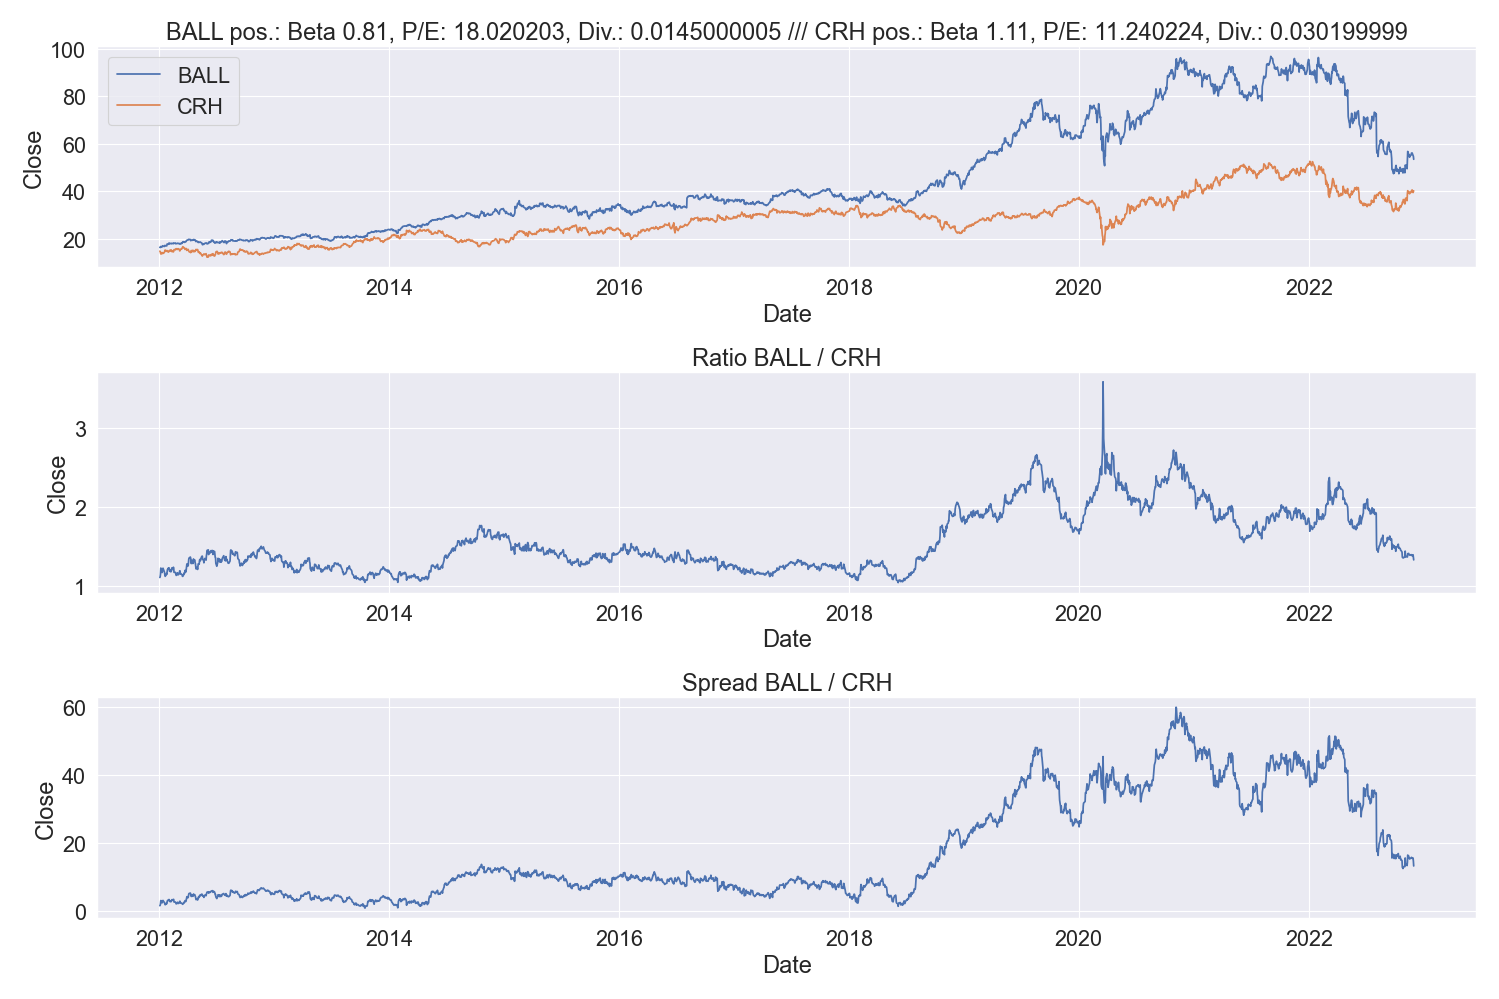 BALL pos.: Beta 0.81, P/E: 18.020203, Div.: 0.0145000005 /// CRH pos.: Beta 1.11, P/E: 11.240224, Div.: 0.030199999
100
80
60
40
20
Close
BALL
CRH
2012 2014 2016 2018 2020 2022
Date
Ratio BALL / CRH
3
2
1
Close
2012 2014 2016 2018 2020 2022
Date
Spread BALL / CRH
60
40
20
0
Close
2012 2014 2016 2018 2020 2022
Date